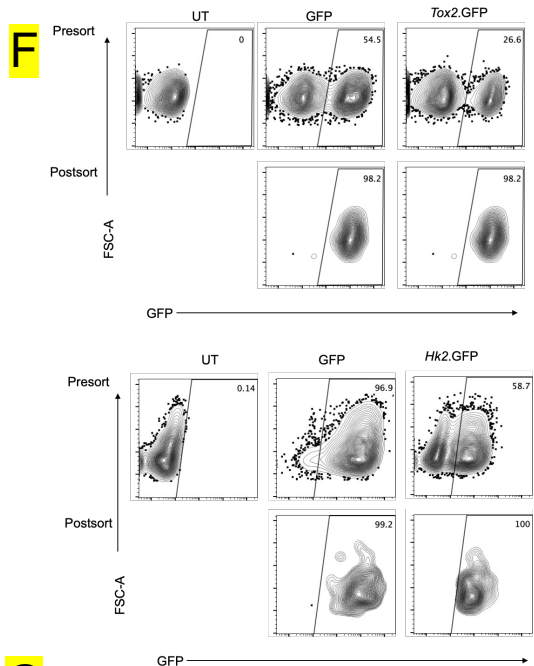 F
UT GFP Tox2.GFP
Presort
0 54.5 26.6
Postsort
98.2 98.2
FSC-A
GFP
UT GFP Hk2.GFP
Presort
0.14 96.9 58.7
Postsort
99.2 100
FSC-A
GFP